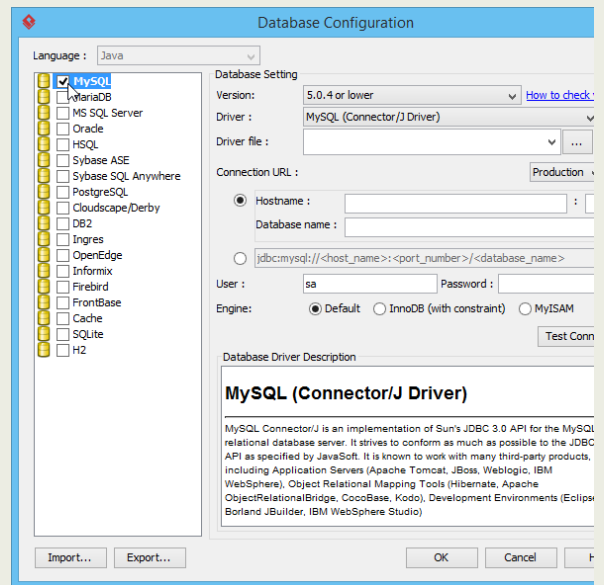 Database Configuration
Language : Java
MySQL
MariaDB
MS SQL Server
Oracle
HSQL
Sybase ASE
Sybase SQL Anywhere
PostgreSQL
Cloudscape/Derby
DB2
Ingres
OpenEdge
Informix
Firebird
FrontBase
Cache
SQLite
H2
Database Setting
Version: 5.0.4 or lower How to check
Driver : MySQL (Connector/J Driver)
Driver file : ...
Connection URL : Production
Hostname : :
Database name :
jdbc:mysql://<host_name>:<port_number>/<database_name>
User : sa Password :
Engine: Default InnoDB (with constraint) MyISAM
Test Conn
Database Driver Description
MySQL (Connector/J Driver)
MySQL Connector/J is an implementation of Sun's JDBC 3.0 API for the MySQL
relational database server. It strives to conform as much as possible to the JDBC
API as specified by JavaSoft. It is known to work with many third-party products,
including Application Servers (Apache Tomcat, JBoss, Weblogic, IBM
WebSphere), Object Relational Mapping Tools (Hibernate, Apache
ObjectRelationalBridge, CocoBase, Kodo), Development Environments (Eclipse
Borland JBuilder, IBM WebSphere Studio)
Import... Export... OK Cancel H